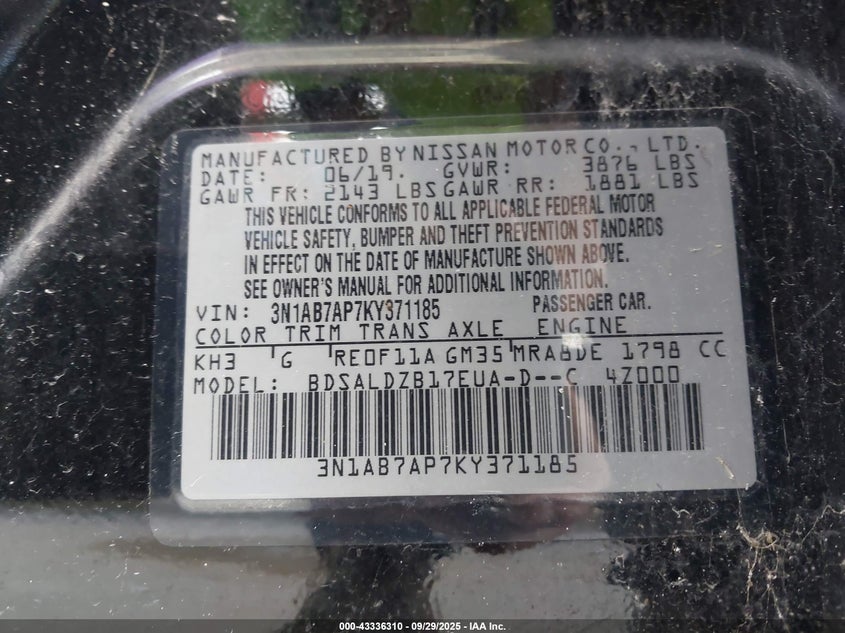 MANUFACTURED BY NISSAN MOTOR CO., LTD.
DATE: 06/19. GVWR: 3876 LBS
GAWR FR: 2143 LBS GAWR RR: 1881 LBS
THIS VEHICLE CONFORMS TO ALL APPLICABLE FEDERAL MOTOR
VEHICLE SAFETY, BUMPER AND THEFT PREVENTION STANDARDS
IN EFFECT ON THE DATE OF MANUFACTURE SHOWN ABOVE.
SEE OWNER'S MANUAL FOR ADDITIONAL INFORMATION.
VIN: 3N1AB7AP7KY371185 PASSENGER CAR.
COLOR TRIM TRANS AXLE ENGINE
KH3 G RE0F11A GM35 MRA8DE 1798 CC
MODEL: BDSALDZB17EUA-D--C 4Z000
3N1AB7AP7KY371185
000-43336310 - 09/29/2025 - IAA Inc.